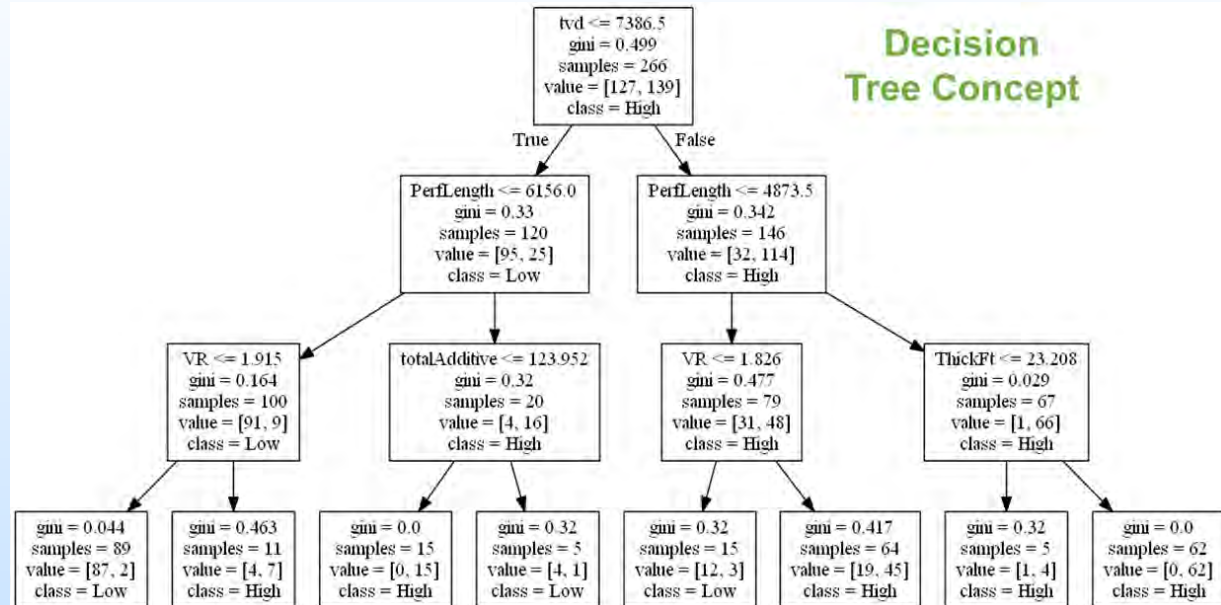 tvd <= 7386.5
gini = 0.499
samples = 266
value = [127, 139]
class = High
Decision
Tree Concept
True
False
PerfLength <= 6156.0
gini = 0.33
samples = 120
value = [95, 25]
class = Low
PerfLength <= 4873.5
gini = 0.342
samples = 146
value = [32, 114]
class = High
VR <= 1.915
gini = 0.164
samples = 100
value = [91, 9]
class = Low
totalAdditive <= 123.952
gini = 0.32
samples = 20
value = [4, 16]
class = High
VR <= 1.826
gini = 0.477
samples = 79
value = [31, 48]
class = High
ThickFt <= 23.208
gini = 0.029
samples = 67
value = [1, 66]
class = High
gini = 0.044
samples = 89
value = [87, 2]
class = Low
gini = 0.463
samples = 11
value = [4, 7]
class = High
gini = 0.0
samples = 15
value = [0, 15]
class = High
gini = 0.32
samples = 5
value = [4, 1]
class = Low
gini = 0.32
samples = 15
value = [12, 3]
class = Low
gini = 0.417
samples = 64
value = [19, 45]
class = High
gini = 0.32
samples = 5
value = [1, 4]
class = High
gini = 0.0
samples = 62
value = [0, 62]
class = High